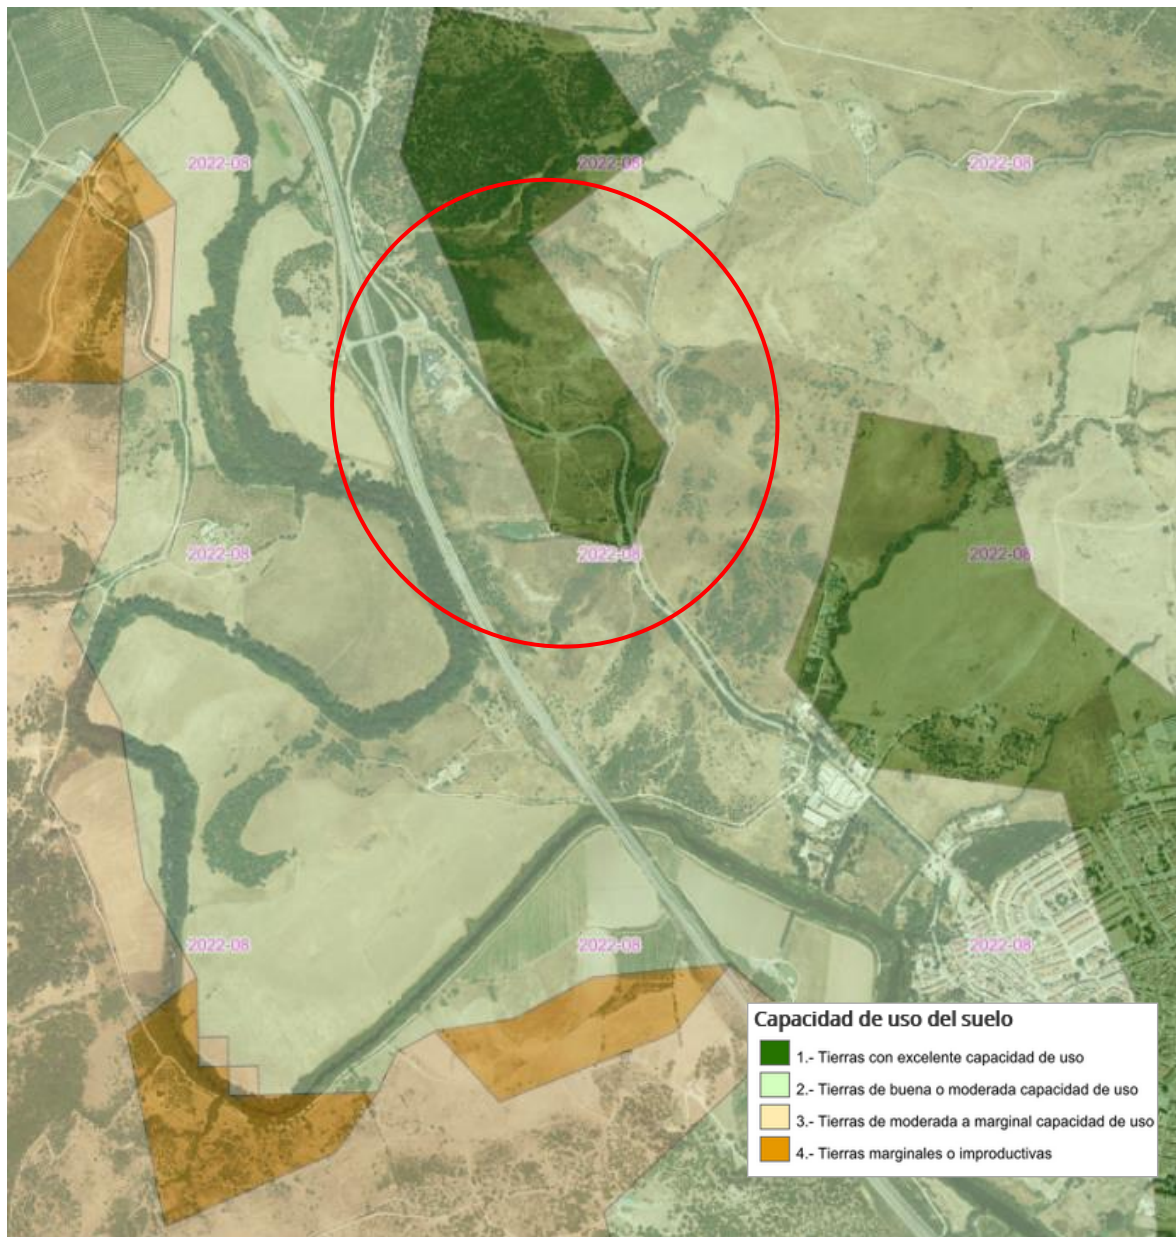 2022-08 2022-08 2022-08
2022-08 2022-08 2022-08
2022-08 2022-08 2022-08
Capacidad de uso del suelo
1.- Tierras con excelente capacidad de uso
2.- Tierras de buena o moderada capacidad de uso
3.- Tierras de moderada a marginal capacidad de uso
4.- Tierras marginales o improductivas